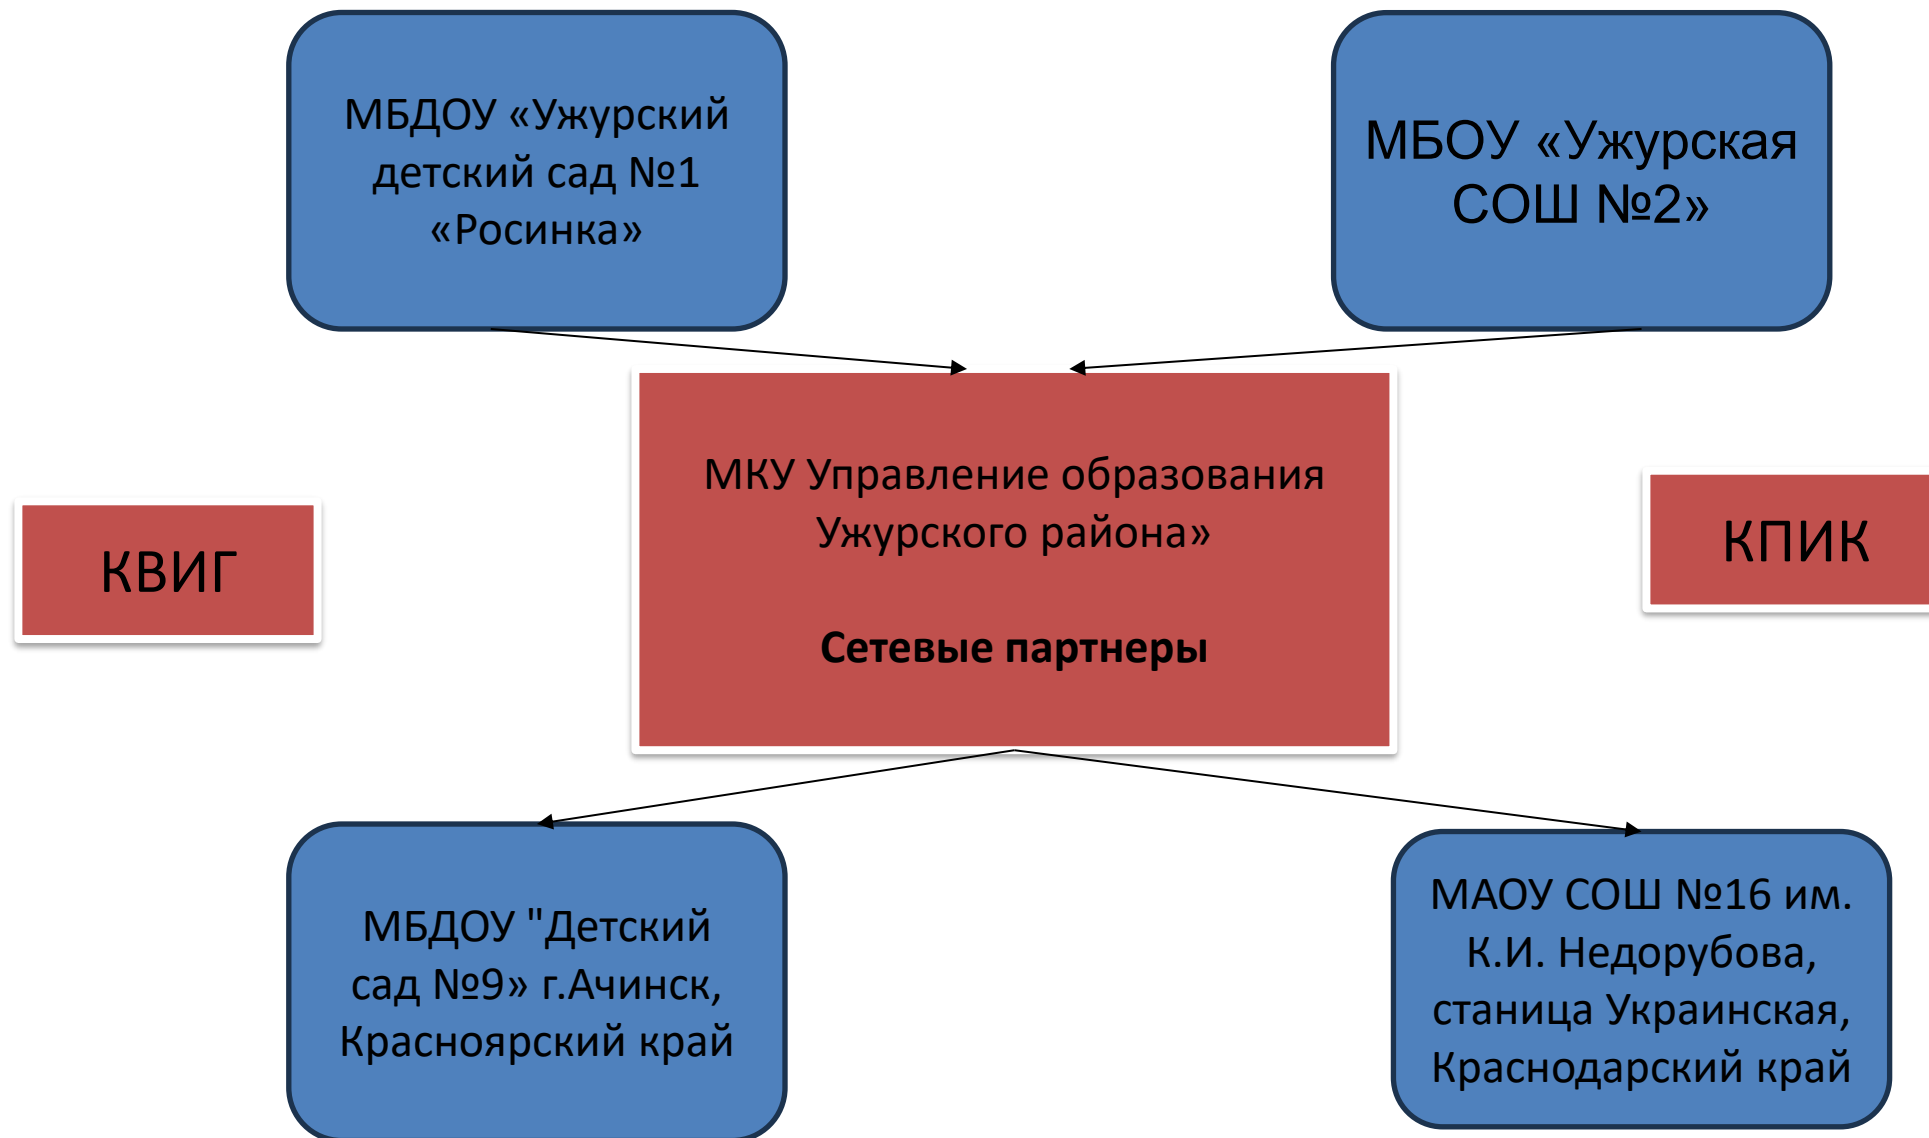 МБДОУ «Ужурский
детский сад №1
«Росинка»
МБОУ «Ужурская
СОШ №2»
МКУ Управление образования
Ужурского района»
Сетевые партнеры
КВИГ
КПИК
МБДОУ "Детский
сад №9» г.Ачинск,
Красноярский край
МАОУ СОШ №16 им.
К.И. Недорубова,
станица Украинская,
Краснодарский край